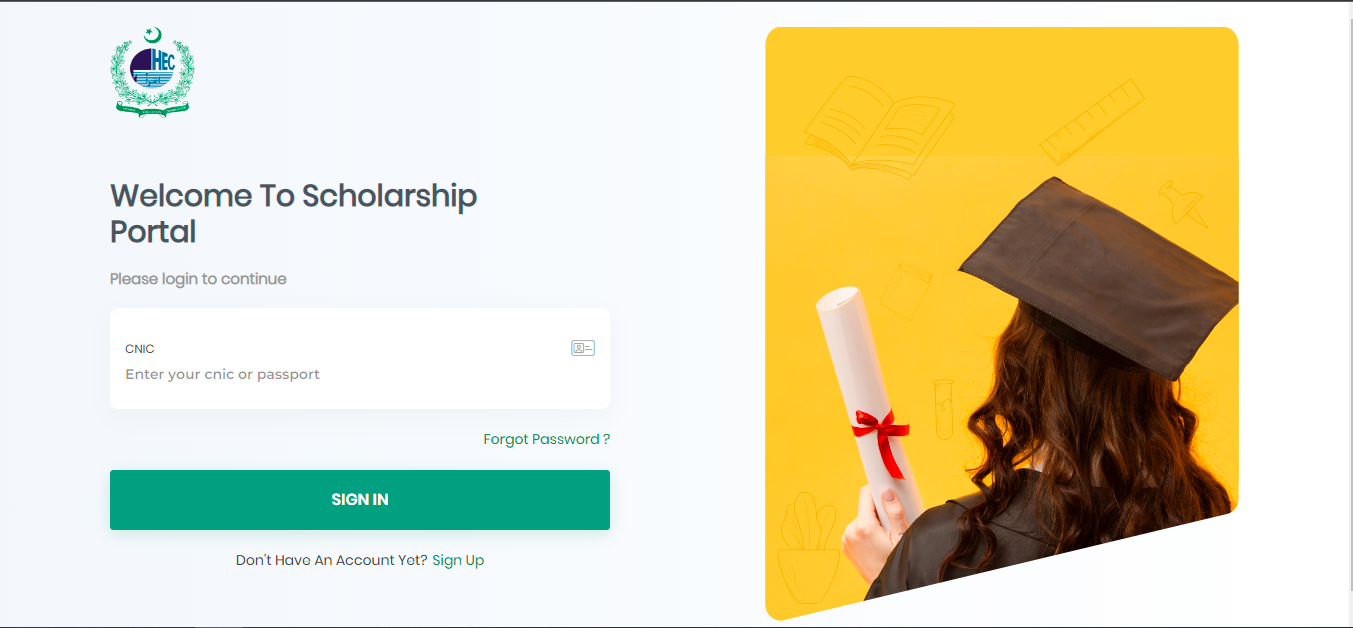 HEC
Welcome To Scholarship
Portal
Please login to continue
CNIC
Enter your cnic or passport
Forgot Password ?
SIGN IN
Don't Have An Account Yet? Sign Up